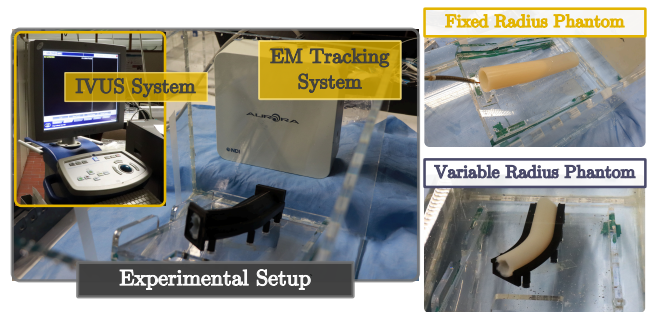 IVUS System
EM Tracking
System
AURORA
NDI
Experimental Setup
Fixed Radius Phantom
Variable Radius Phantom